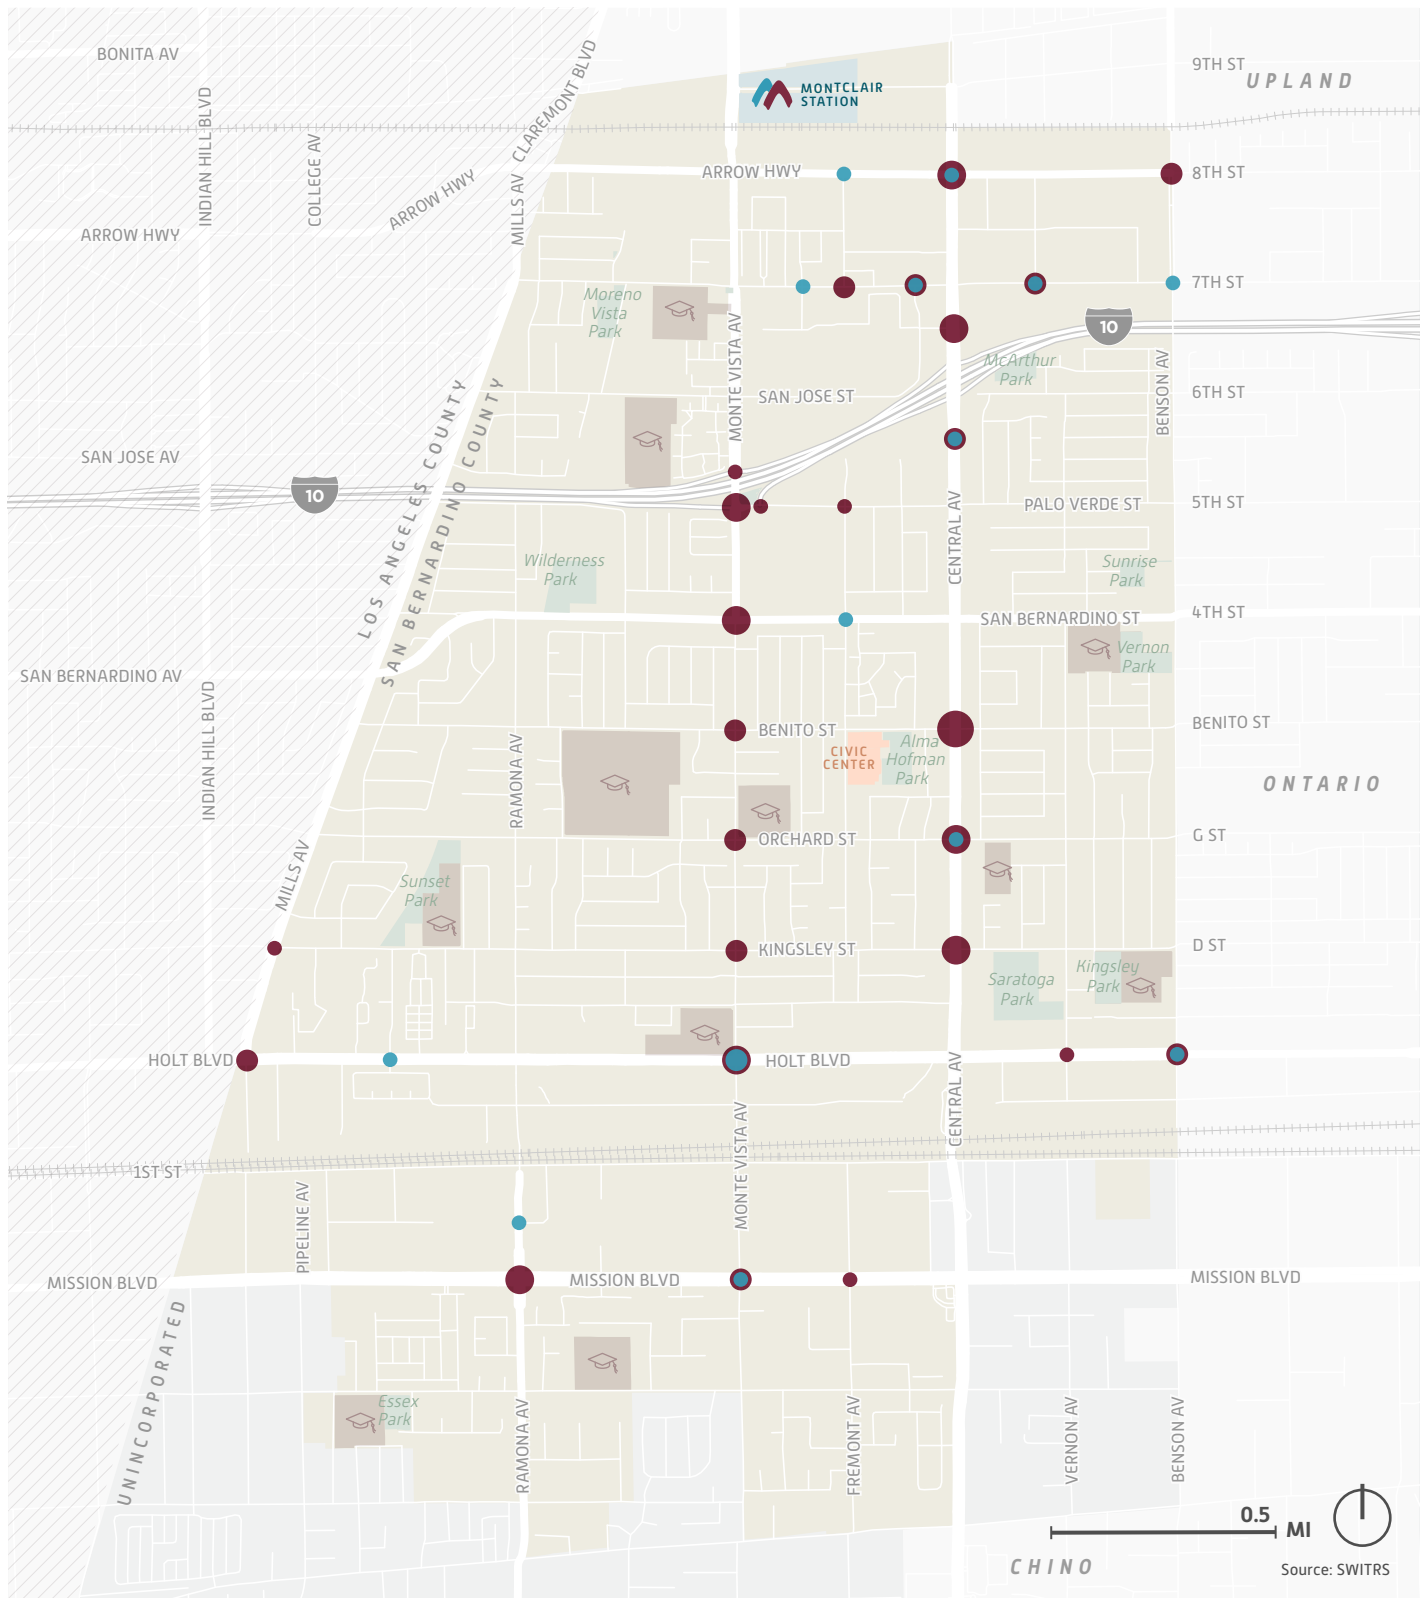 BONITA AV
9TH ST
UPLAND
MONTCLAIR
STATION
INDIAN HILL BLVD
COLLEGE AV
MILLS AV
CLAREMONT BLVD
ARROW HWY
ARROW HWY
8TH ST
ARROW HWY
7TH ST
Moreno
Vista
Park
10
MONTE VISTA AV
McArthur
Park
BENSON AV
6TH ST
SAN JOSE ST
LOS ANGELES COUNTY
SAN BERNARDINO COUNTY
SAN JOSE AV
10
PALO VERDE ST
5TH ST
CENTRAL AV
Wilderness
Park
Sunrise
Park
SAN BERNARDINO ST
4TH ST
Vernon
Park
SAN BERNARDINO AV
INDIAN HILL BLVD
RAMONA AV
BENITO ST
BENITO ST
CIVIC
CENTER
Alma
Hofman
Park
ONTARIO
ORCHARD ST
G ST
MILLS AV
Sunset
Park
KINGSLEY ST
D ST
Saratoga
Park
Kingsley
Park
HOLT BLVD
HOLT BLVD
CENTRAL AV
MONTE VISTA AV
1ST ST
PIPELINE AV
MISSION BLVD
MISSION BLVD
MISSION BLVD
UNINCORPORATED
Essex
Park
RAMONA AV
FREMONT AV
VERNON AV
BENSON AV
0.5
MI
CHINO
Source: SWITRS